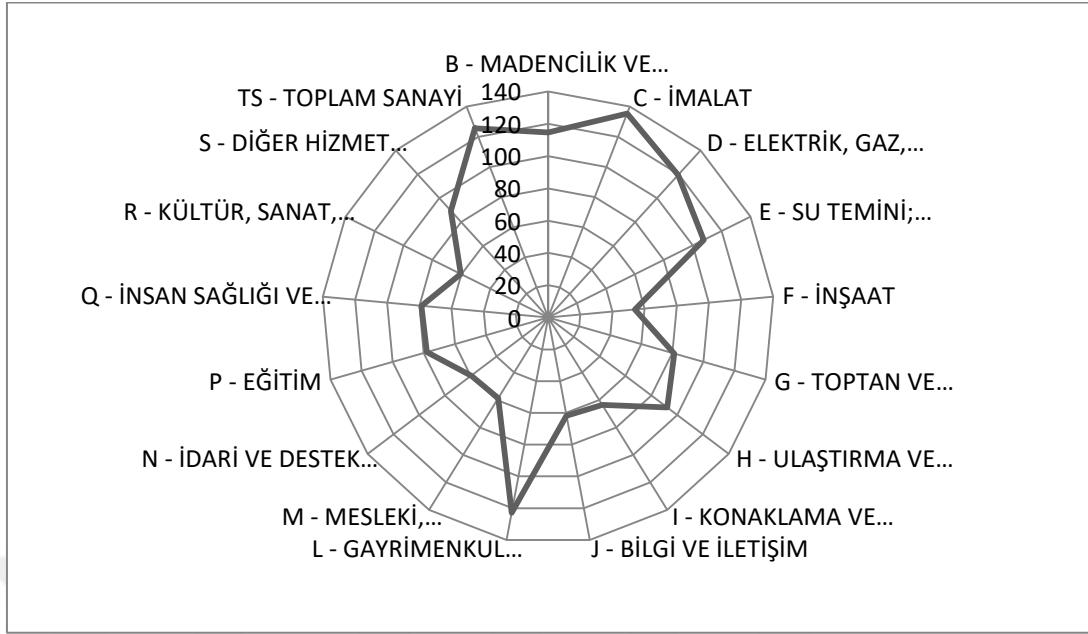 B - MADENCİLİK VE...
C - İMALAT
D - ELEKTRİK, GAZ,...
E - SU TEMİNİ;...
F - İNŞAAT
G - TOPTAN VE...
H - ULAŞTIRMA VE...
I - KONAKLAMA VE...
J - BİLGİ VE İLETİŞİM
L - GAYRİMENKUL...
M - MESLEKİ,...
N - İDARİ VE DESTEK...
P - EĞİTİM
Q - İNSAN SAĞLIĞI VE...
R - KÜLTÜR, SANAT,...
S - DİĞER HİZMET...
TS - TOPLAM SANAYİ
140
120
100
80
60
40
20
0